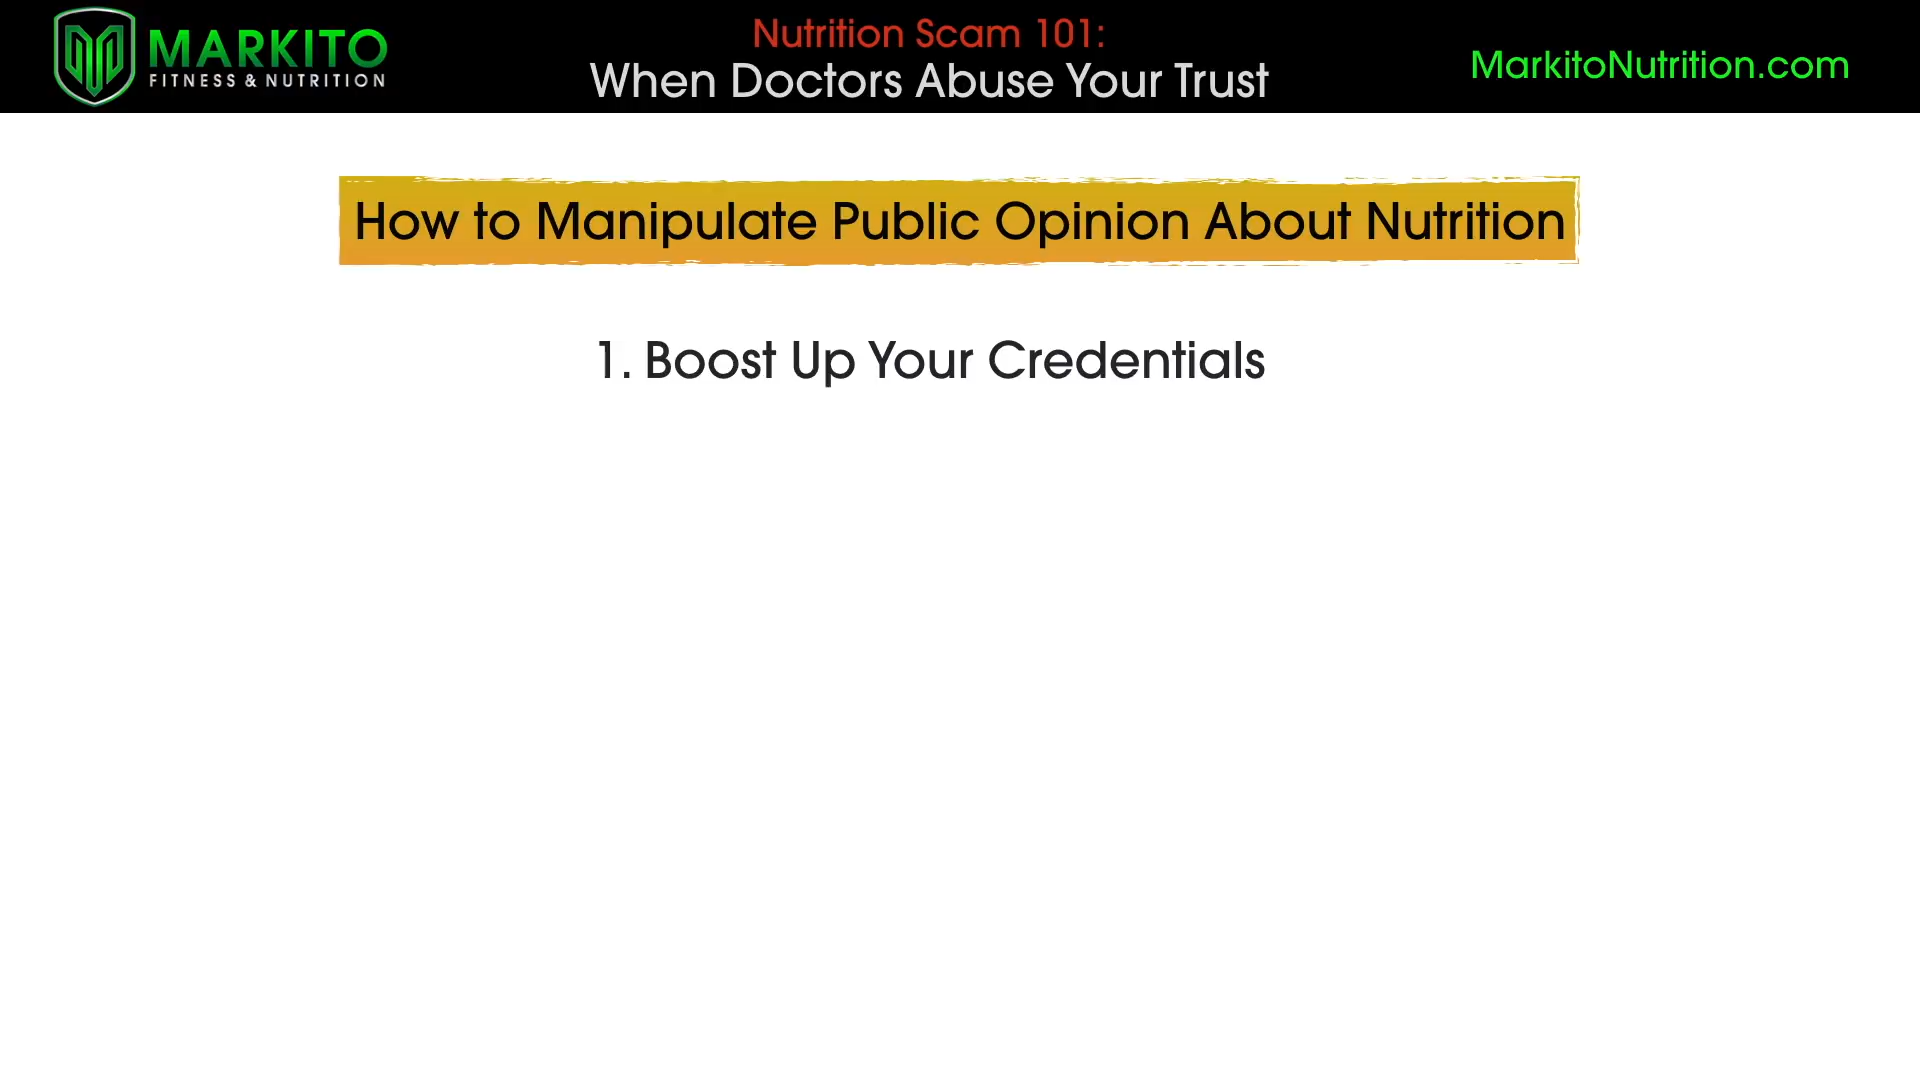 MARKITO
FITNESS & NUTRITION
Nutrition Scam 101:
When Doctors Abuse Your Trust
MarkitoNutrition.com
How to Manipulate Public Opinion About Nutrition
1. Boost Up Your Credentials